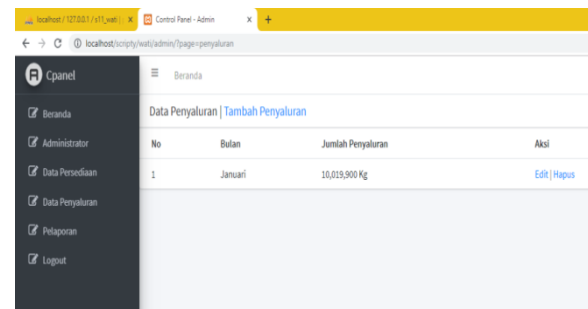 localhost / 127.0.0.1 / s11_wati |
Control Panel - Admin
localhost/scripty/wati/admin/?page=penyaluran
Cpanel
Beranda
Beranda
Administrator
Data Persediaan
Data Penyaluran
Pelaporan
Logout
Data Penyaluran | Tambah Penyaluran
No Bulan Jumlah Penyaluran Aksi
1 Januari 10,019,900 Kg Edit | Hapus